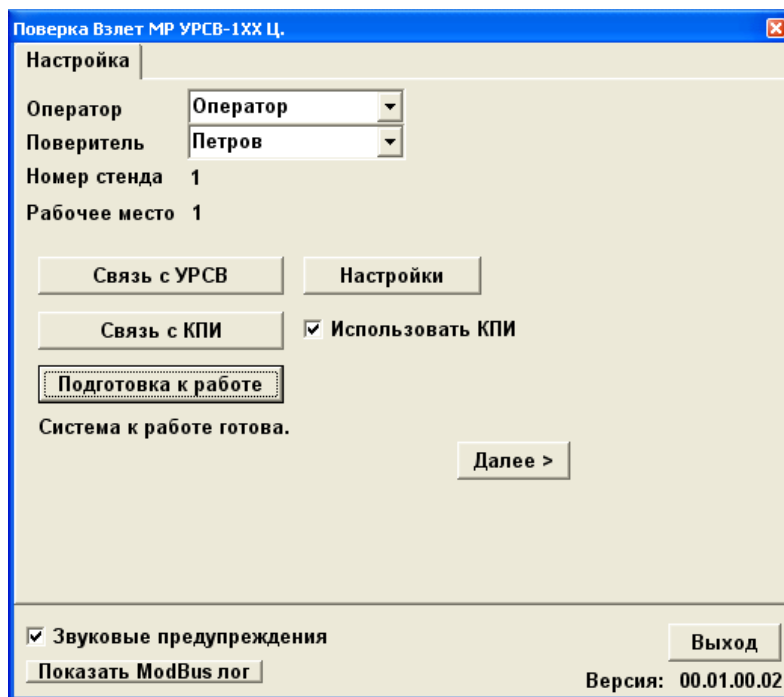 Поверка Взлет МР УРСВ-1ХХ Ц.
Настройка
Оператор Оператор
Поверитель Петров
Номер стенда 1
Рабочее место 1
Связь с УРСВ Настройки
Связь с КПИ Использовать КПИ
Подготовка к работе
Система к работе готова.
Далее >
Звуковые предупреждения
Выход
Показать ModBus лог
Версия: 00.01.00.02